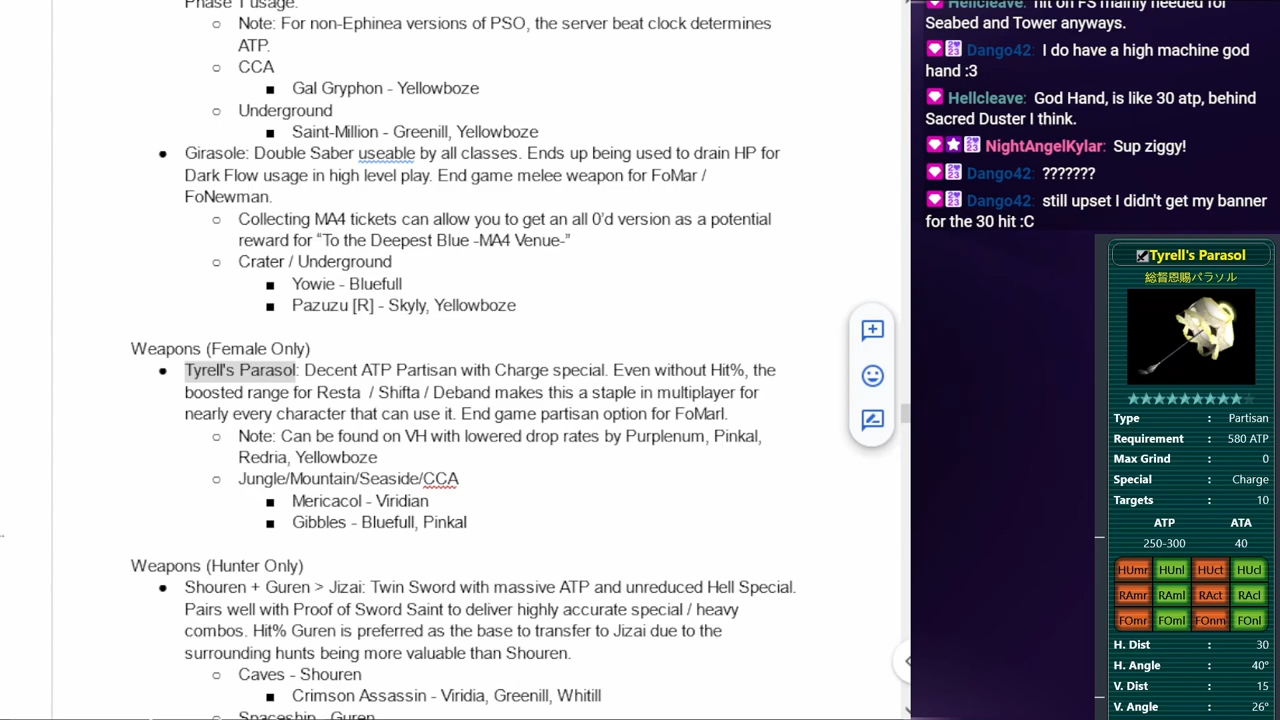 Phase 1 usage.
○ Note: For non-Ephinea versions of PSO, the server beat clock determines
ATP.
○ CCA
■ Gal Gryphon - Yellowboze
○ Underground
■ Saint-Million - Greenill, Yellowboze
● Girasole: Double Saber useable by all classes. Ends up being used to drain HP for
Dark Flow usage in high level play. End game melee weapon for FoMar /
FoNewman.
○ Collecting MA4 tickets can allow you to get an all 0’d version as a potential
reward for “To the Deepest Blue -MA4 Venue-”
○ Crater / Underground
■ Yowie - Bluefull
■ Pazuzu [R] - Skyly, Yellowboze
Weapons (Female Only)
● Tyrell's Parasol: Decent ATP Partisan with Charge special. Even without Hit%, the
boosted range for Resta  / Shifta / Deband makes this a staple in multiplayer for
nearly every character that can use it. End game partisan option for FoMarl.
○ Note: Can be found on VH with lowered drop rates by Purplenum, Pinkal,
Redria, Yellowboze
○ Jungle/Mountain/Seaside/CCA
■ Mericacol - Viridian
■ Gibbles - Bluefull, Pinkal
Weapons (Hunter Only)
● Shouren + Guren > Jizai: Twin Sword with massive ATP and unreduced Hell Special.
Pairs well with Proof of Sword Saint to deliver highly accurate special / heavy
combos. Hit% Guren is preferred as the base to transfer to Jizai due to the
surrounding hunts being more valuable than Shouren.
○ Caves - Shouren
■ Crimson Assassin - Viridia, Greenill, Whitill
○ Spaceship - Guren
Hellcleave: hit on FS mainly needed for
Seabed and Tower anyways.
Dango42: I do have a high machine god
hand :3
Hellcleave: God Hand, is like 30 atp, behind
Sacred Duster I think.
NightAngelKylar: Sup ziggy!
Dango42: ???????
Dango42: still upset I didn't get my banner
for the 30 hit :C
Tyrell's Parasol
総督恩賜パラソル
★★★★★★★★★★
Type : Partisan
Requirement : 580 ATP
Max Grind : 0
Special : Charge
Targets : 10
ATP ATA
250-300 40
HUmr HUnl HUct HUcl
RAmr RAml RAct RAcl
FOmr FOml FOnm FOnl
H. Dist : 30
H. Angle : 40°
V. Dist : 15
V. Angle : 26°